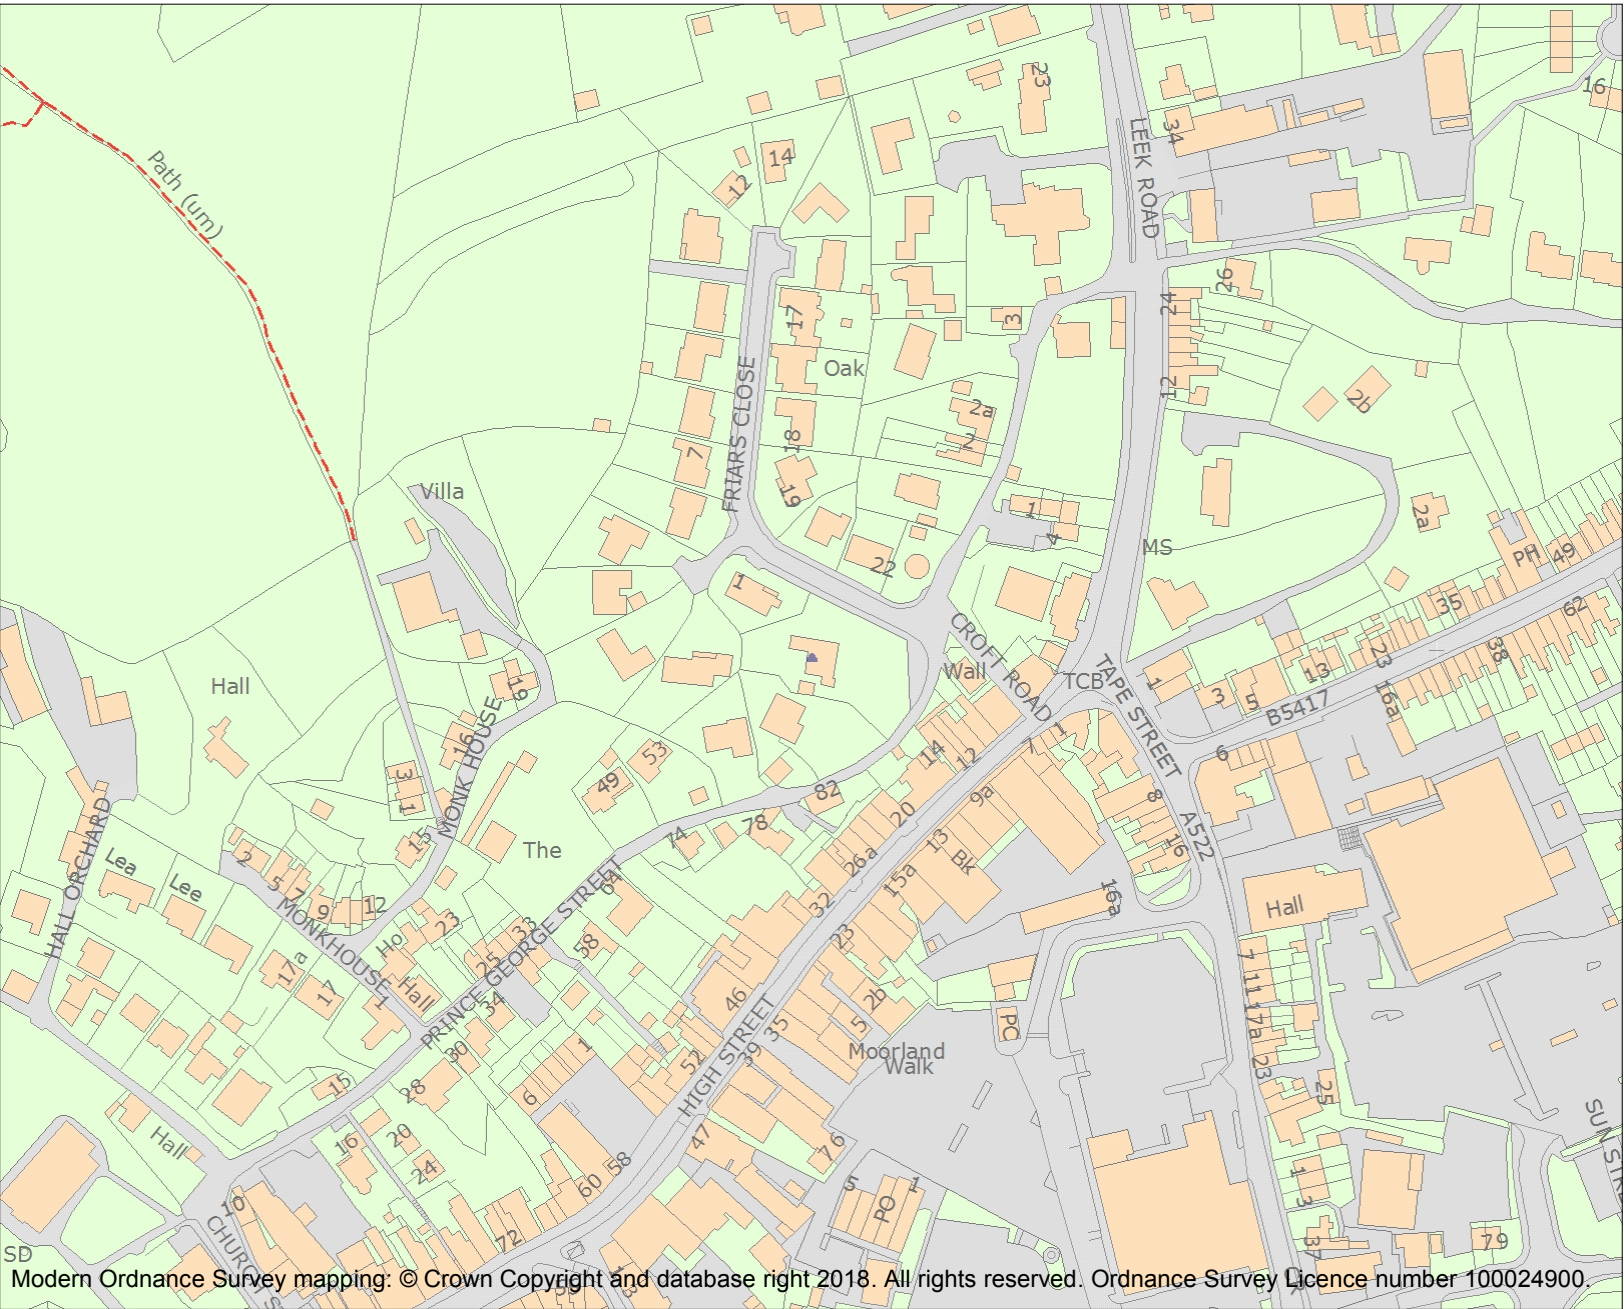 23
16
34
LEEK ROAD
14
12
Path (um)
26
24
3
17
Oak
FRIARS CLOSE
12
2b
2a
2
18
7
19
Villa
1
4
2a
MS
PH
49
22
1
35
62
CROFT ROAD
Wall
TCB
TAPE STREET
1
23
38
13
3
5
B5417
16a
Hall
19
16
MONK HOUSE
14
12
7
1
6
53
49
3
1
82
9a
8
20
A522
HALL ORCHARD
15
The
74
78
13
16
Lea
Lee
2
5
7
9
12
26a
BK
15a
64
16a
Hall
MONKHOUSE
23
32
33
Ho
25
58
23
17a
17
Hall
1
PRINCE GEORGE STREET
34
46
2b
5
7
11
17a
PC
30
1
35
39
52
HIGH STREET
Moorland
Walk
23
25
15
28
6
16
20
24
47
76
58
60
Hall
5
1
PO
1
3
10
CHURCH S
72
37
79
SUN STR
SD
DR
Modern Ordnance Survey mapping: © Crown Copyright and database right 2018. All rights reserved. Ordnance Survey Licence number 100024900.